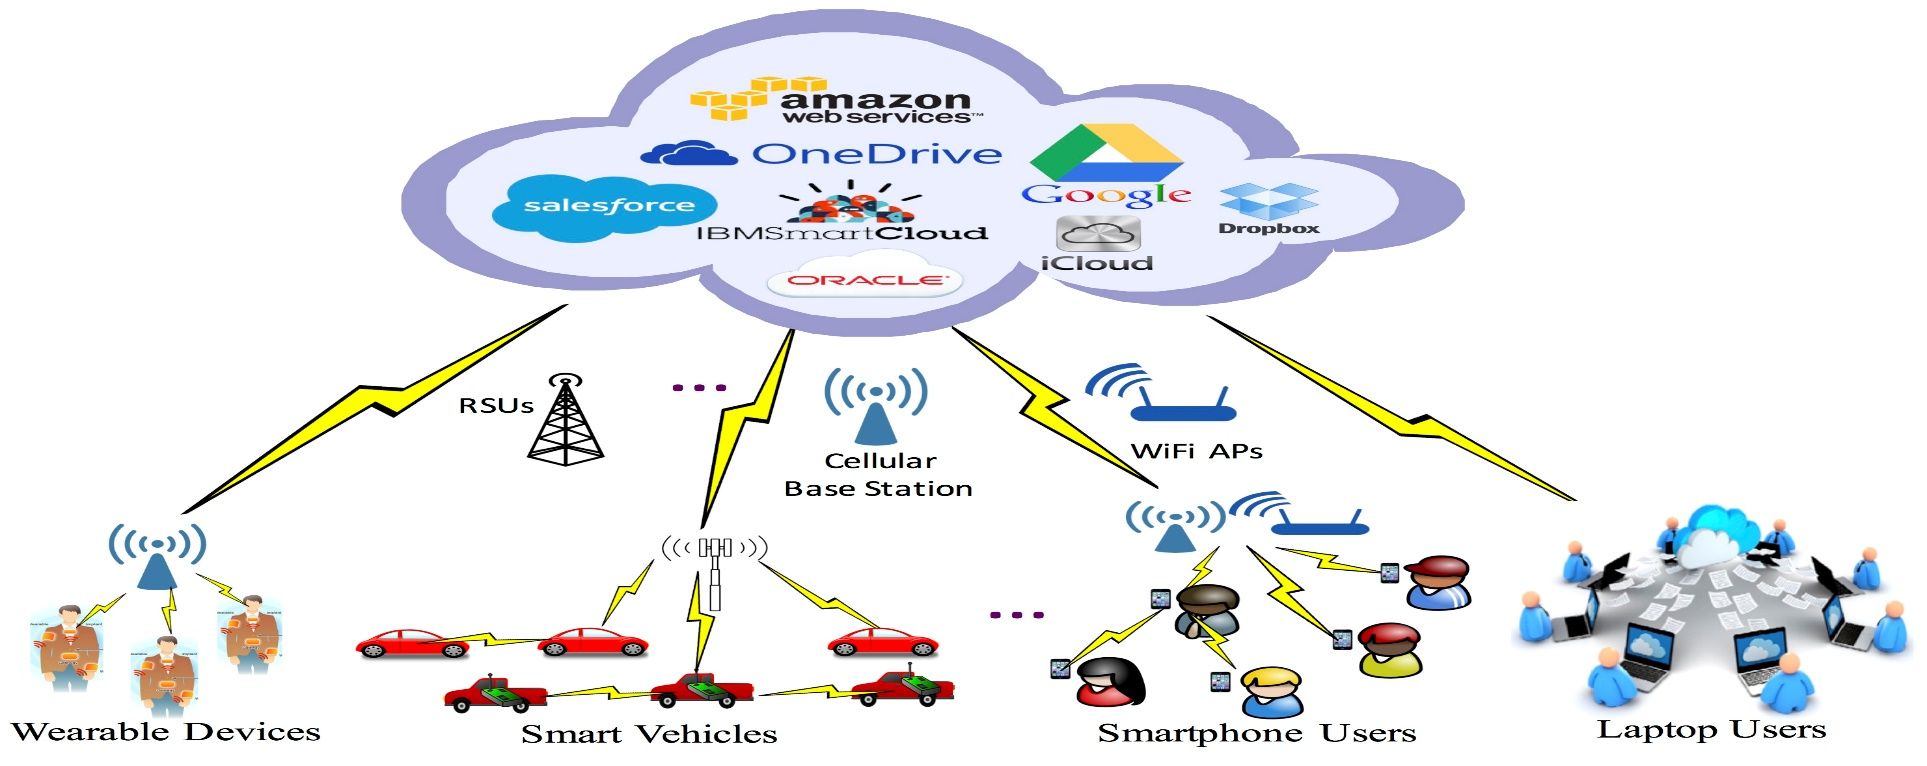 amazon
web services™
OneDrive
salesforce
IBMSmartCloud
ORACLE
Google
iCloud
Dropbox
RSUs
...
Cellular
Base Station
WiFi APs
...
Wearable Devices
Smart Vehicles
Smartphone Users
Laptop Users